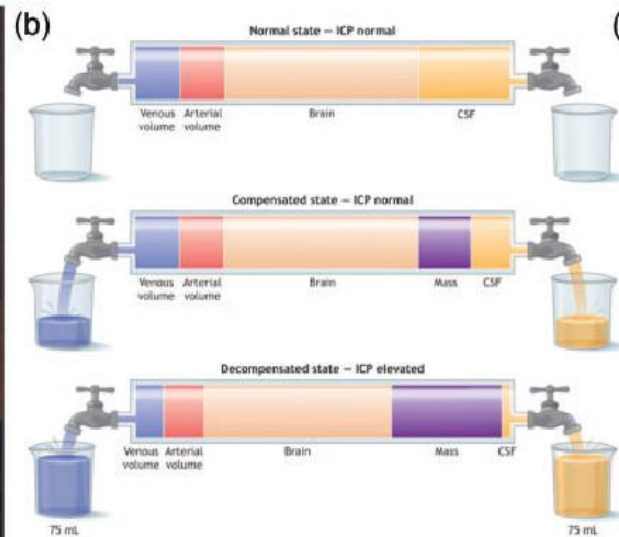 (b)
(
Normal state — ICP normal
Venous Arterial Brain CSF
volume volume
Compensated state — ICP normal
Venous Arterial Brain Mass CSF
volume volume
Decompensated state — ICP elevated
Venous Arterial Brain Mass CSF
volume volume
75 mL 75 mL